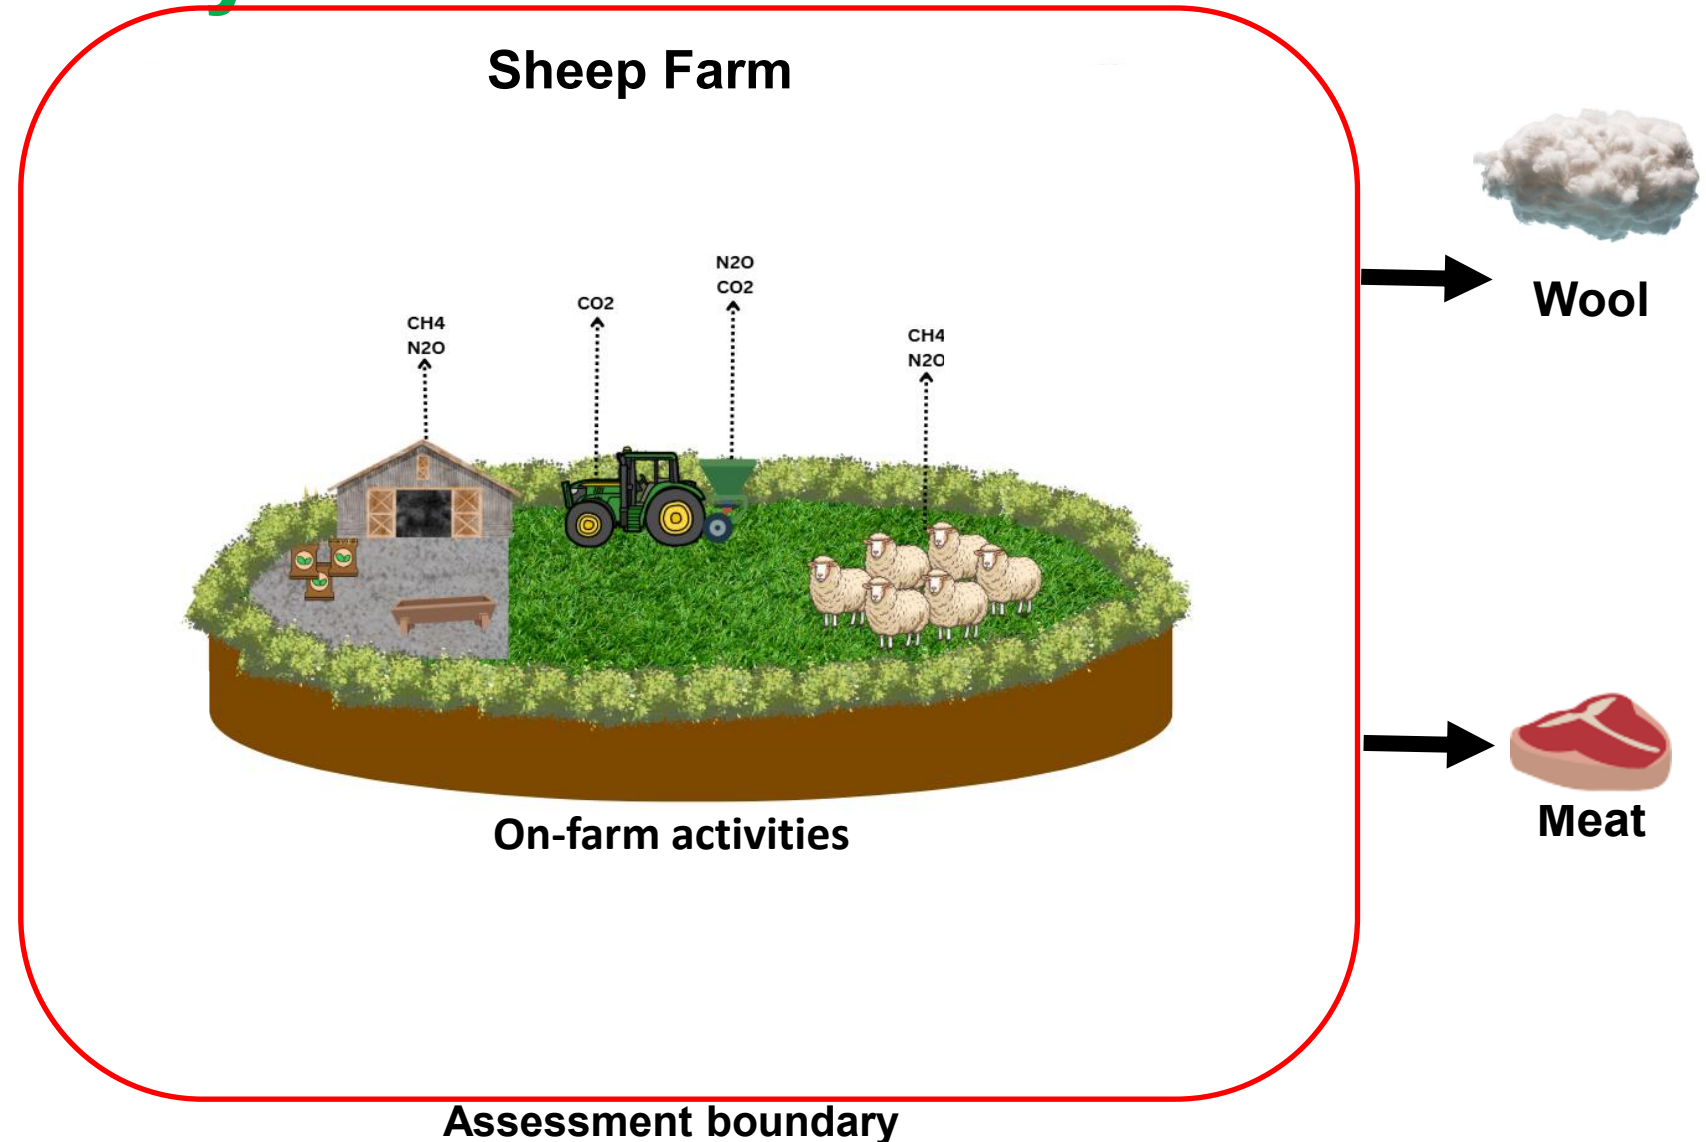 Sheep Farm
N2O
CO2
CO2
CH4
N2O
CH4
N2O
Wool
Meat
On-farm activities
Assessment boundary